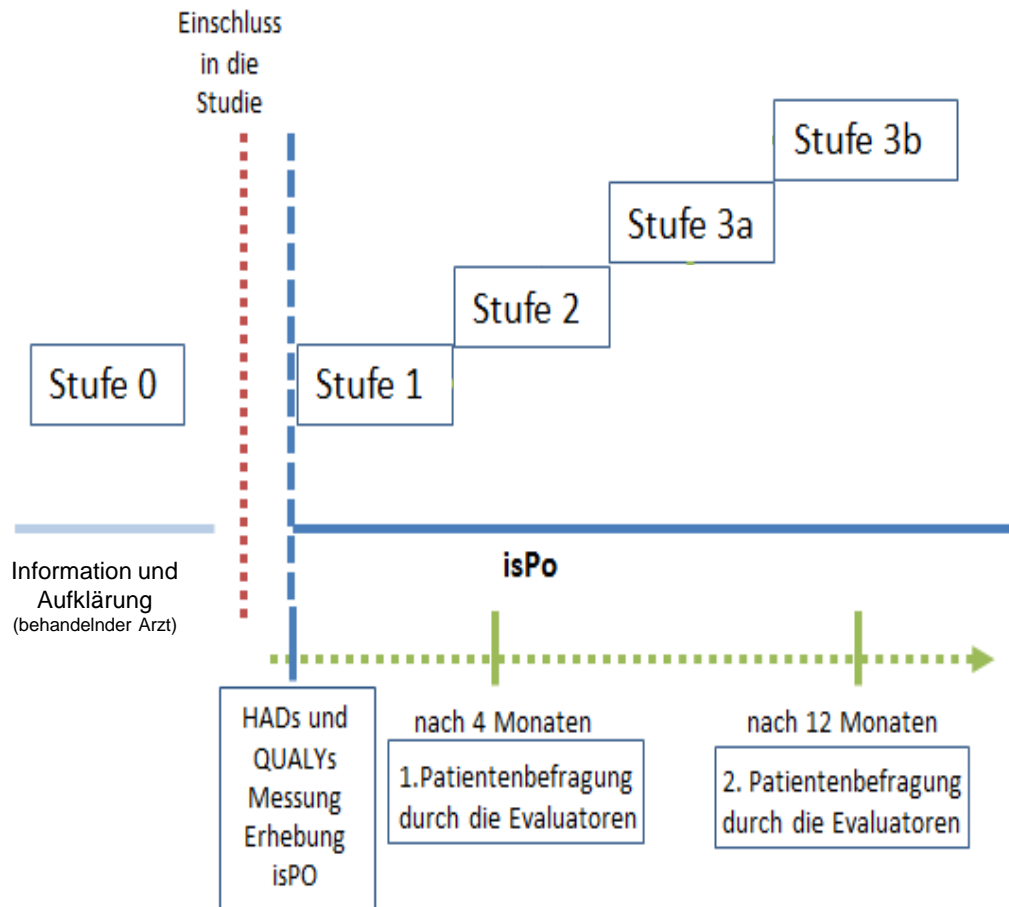 Einschluss
in die
Studie
Stufe 3b
Stufe 3a
Stufe 2
Stufe 0
Stufe 1
Information und
Aufklärung
(behandelnder Arzt)
isPo
HADs und
QUALYs
Messung
Erhebung
isPO
nach 4 Monaten
1.Patientenbefragung
durch die Evaluatoren
nach 12 Monaten
2. Patientenbefragung
durch die Evaluatoren